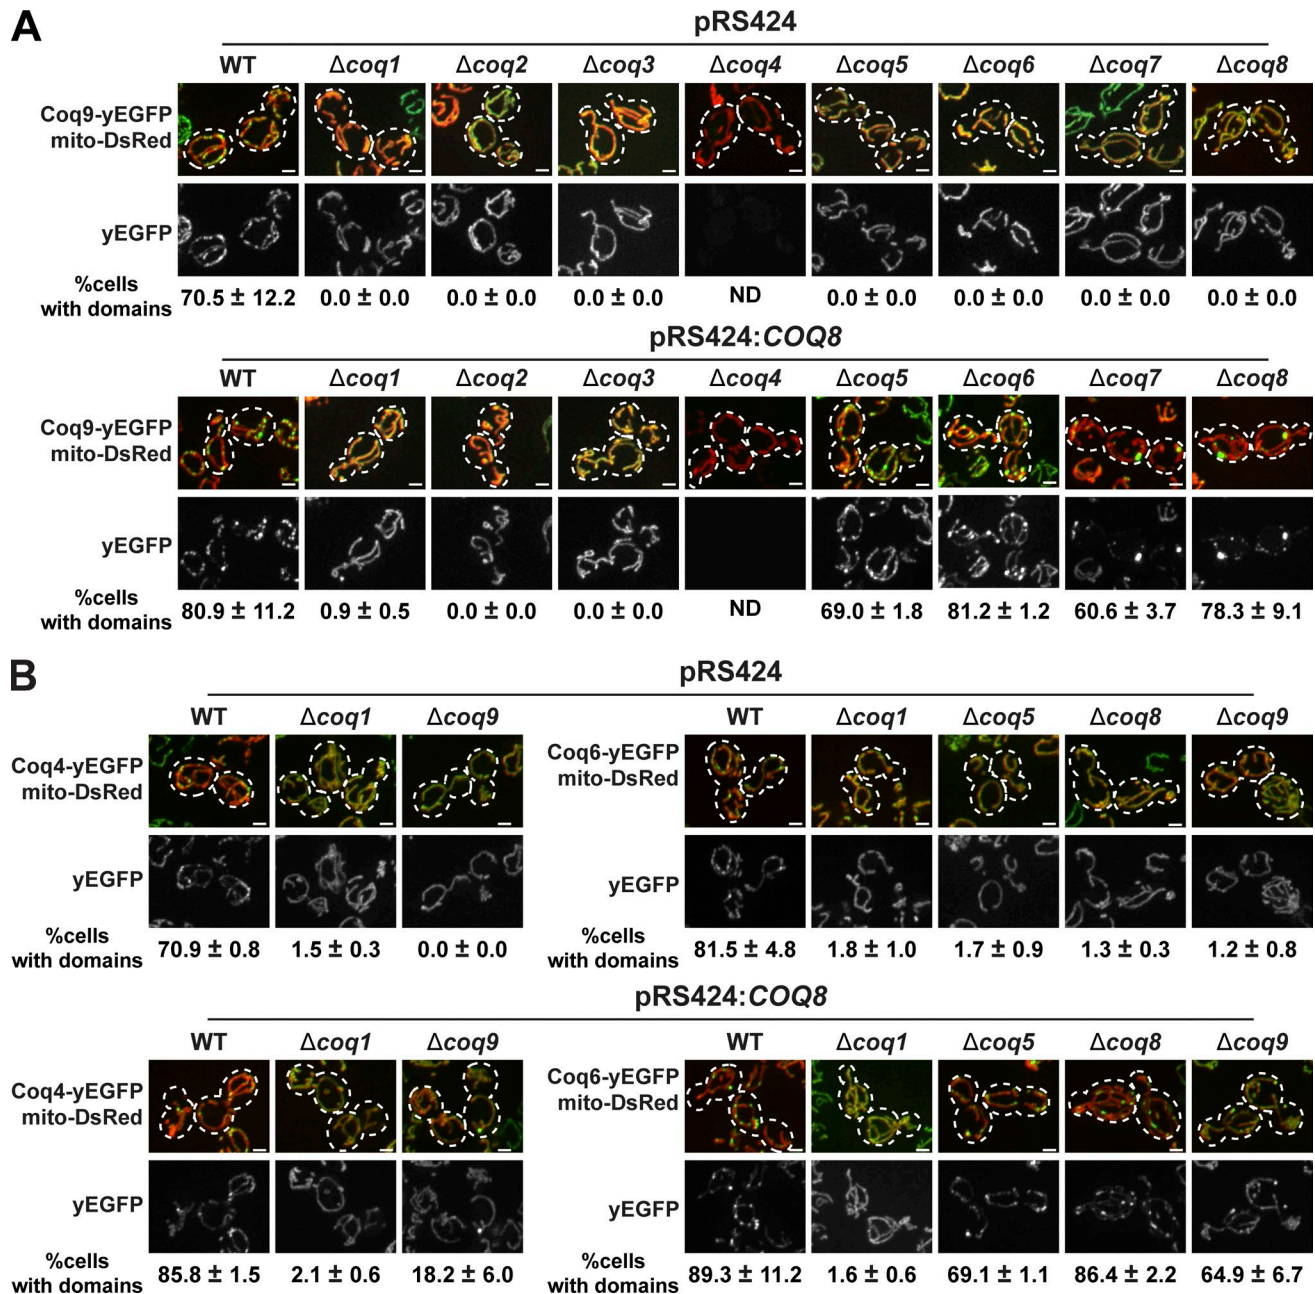 A
pRS424
WT Δcoq1 Δcoq2 Δcoq3 Δcoq4 Δcoq5 Δcoq6 Δcoq7 Δcoq8
Coq9-yEGFP
mito-DsRed
yEGFP
%cells
with domains
70.5 ± 12.2 0.0 ± 0.0 0.0 ± 0.0 0.0 ± 0.0 ND 0.0 ± 0.0 0.0 ± 0.0 0.0 ± 0.0 0.0 ± 0.0
pRS424:COQ8
WT Δcoq1 Δcoq2 Δcoq3 Δcoq4 Δcoq5 Δcoq6 Δcoq7 Δcoq8
Coq9-yEGFP
mito-DsRed
yEGFP
%cells
with domains
80.9 ± 11.2 0.9 ± 0.5 0.0 ± 0.0 0.0 ± 0.0 ND 69.0 ± 1.8 81.2 ± 1.2 60.6 ± 3.7 78.3 ± 9.1
B
pRS424
WT Δcoq1 Δcoq9
Coq4-yEGFP
mito-DsRed
yEGFP
%cells
with domains
70.9 ± 0.8 1.5 ± 0.3 0.0 ± 0.0
WT Δcoq1 Δcoq5 Δcoq8 Δcoq9
Coq6-yEGFP
mito-DsRed
yEGFP
%cells
with domains
81.5 ± 4.8 1.8 ± 1.0 1.7 ± 0.9 1.3 ± 0.3 1.2 ± 0.8
pRS424:COQ8
WT Δcoq1 Δcoq9
Coq4-yEGFP
mito-DsRed
yEGFP
%cells
with domains
85.8 ± 1.5 2.1 ± 0.6 18.2 ± 6.0
WT Δcoq1 Δcoq5 Δcoq8 Δcoq9
Coq6-yEGFP
mito-DsRed
yEGFP
%cells
with domains
89.3 ± 11.2 1.6 ± 0.6 69.1 ± 1.1 86.4 ± 2.2 64.9 ± 6.7